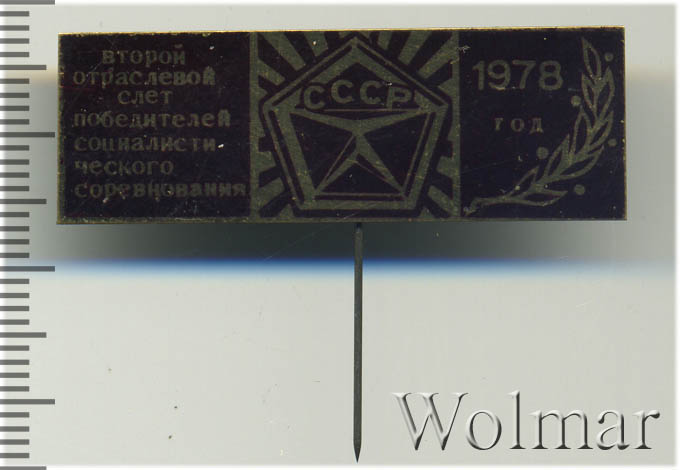 второй
отраслевой
слет
победителей
социалисти
ческого
соревнования
СССР
1978
год
Wolmar